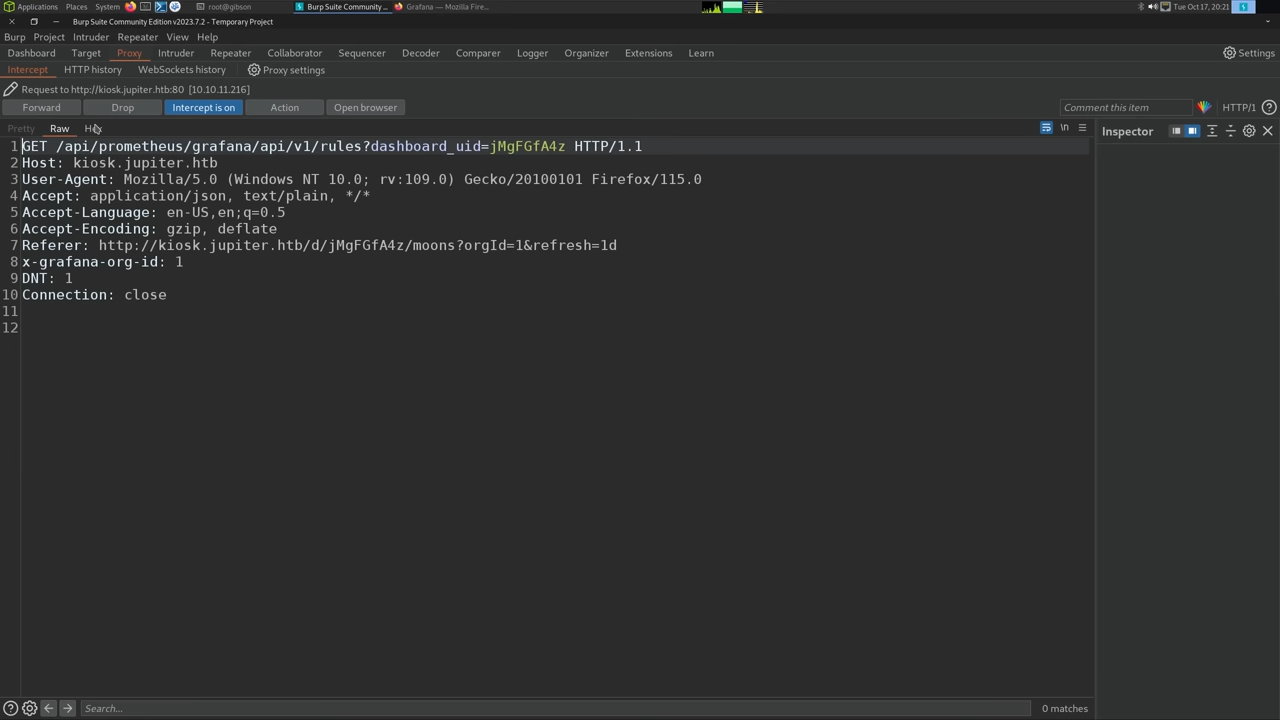 Applications Places System root@gibson Burp Suite Community ... Grafana — Mozilla Fire... Tue Oct 17, 20:21
Burp Suite Community Edition v2023.7.2 - Temporary Project
Burp Project Intruder Repeater View Help
Dashboard Target Proxy Intruder Repeater Collaborator Sequencer Decoder Comparer Logger Organizer Extensions Learn Settings
Intercept HTTP history WebSockets history Proxy settings
Request to http://kiosk.jupiter.htb:80 [10.10.11.216]
Forward Drop Intercept is on Action Open browser Comment this item HTTP/1
Pretty Raw \n Inspector
1 GET /api/prometheus/grafana/api/v1/rules?dashboard_uid=jMgFGfA4z HTTP/1.1
2 Host: kiosk.jupiter.htb
3 User-Agent: Mozilla/5.0 (Windows NT 10.0; rv:109.0) Gecko/20100101 Firefox/115.0
4 Accept: application/json, text/plain, */*
5 Accept-Language: en-US,en;q=0.5
6 Accept-Encoding: gzip, deflate
7 Referer: http://kiosk.jupiter.htb/d/jMgFGfA4z/moons?orgId=1&refresh=1d
8 x-grafana-org-id: 1
9 DNT: 1
10 Connection: close
11
12
Search... 0 matches